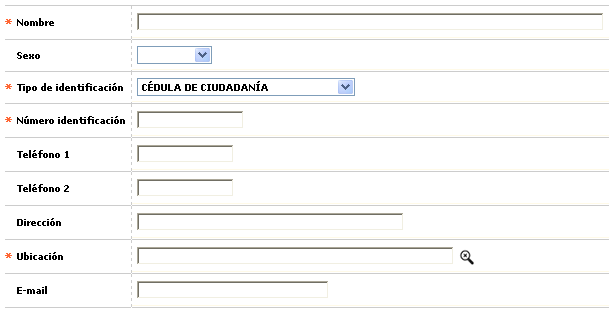 * Nombre
Sexo
* Tipo de identificación CÉDULA DE CIUDADANÍA
* Número identificación
Teléfono 1
Teléfono 2
Dirección
* Ubicación
E-mail